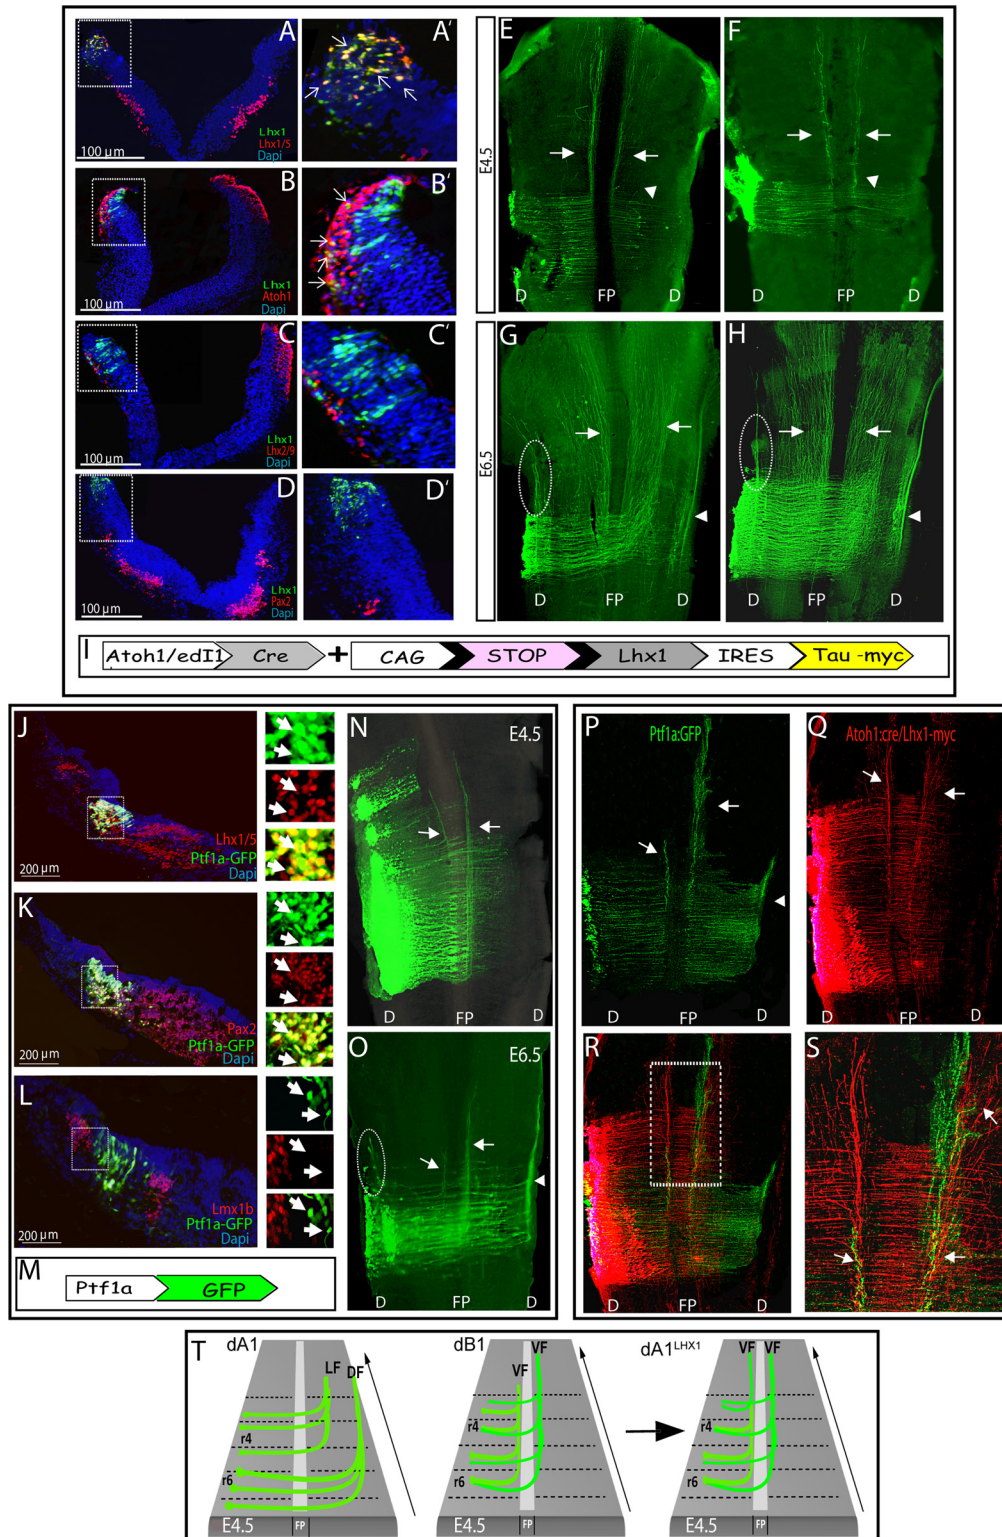 A
Lhx1
Lhx1/5
Dapi
100 µm
A'
B
Lhx1
Atoh1
Dapi
100 µm
B'
C
Lhx1
Lhx2/9
Dapi
100 µm
C'
D
Lhx1
Pax2
Dapi
100 µm
D'
E4.5
E
D FP D
F
D FP D
E6.5
G
D FP D
H
D FP D
I
Atoh1/edI1 Cre + CAG STOP Lhx1 IRES Tau -myc
J
Lhx1/5
Ptf1a-GFP
Dapi
200 µm
K
Pax2
Ptf1a-GFP
Dapi
200 µm
L
Lmx1b
Ptf1a-GFP
Dapi
200 µm
M
Ptf1a GFP
N E4.5
D FP D
O E6.5
D FP D
P Ptf1a:GFP
D FP D
Q
Atoh1:cre/Lhx1-myc
D FP D
R
D FP D
S
T
dA1
LF DF
r4
r6
E4.5 FP
dB1
VF VF
r4
r6
E4.5 FP
dA1LHX1
VF VF
r4
r6
E4.5 FP